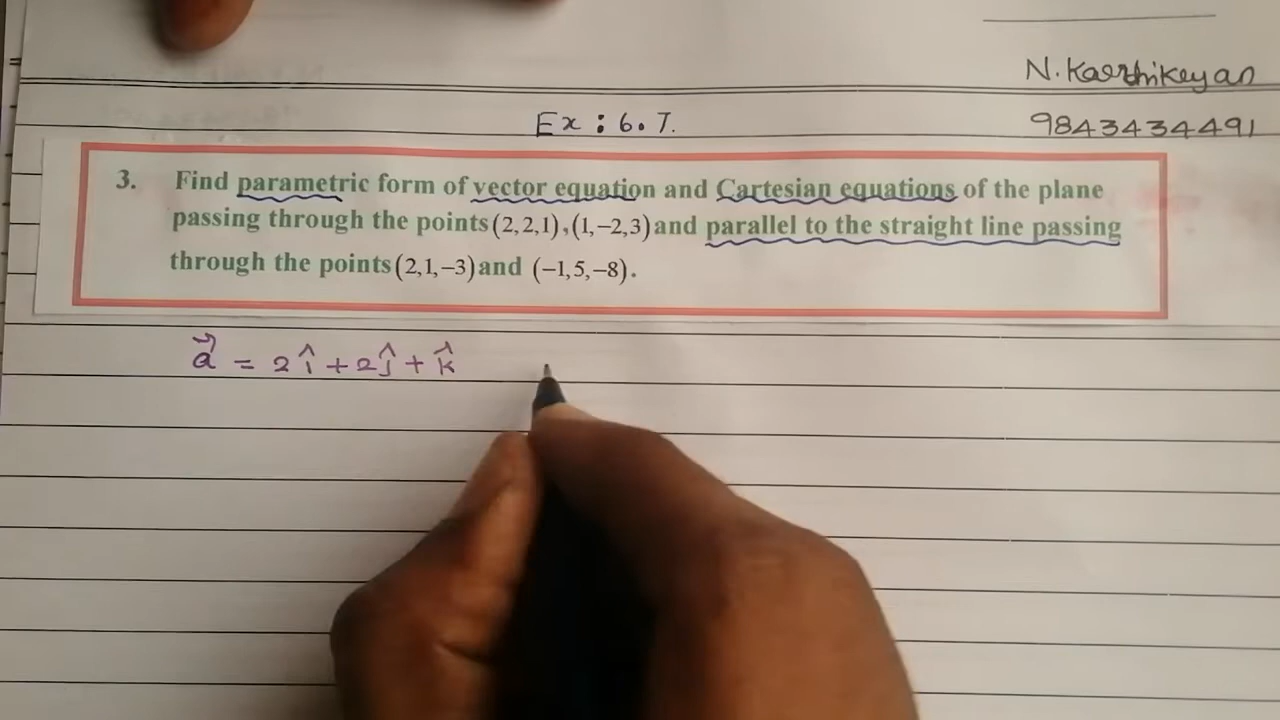 N. Karthikeyan
9843434491
Ex : 6.7.
3. Find parametric form of vector equation and Cartesian equations of the plane
passing through the points (2,2,1), (1,−2,3) and parallel to the straight line passing
through the points (2,1,−3) and (−1,5,−8).
a⃗ = 2î + 2ĵ + k̂